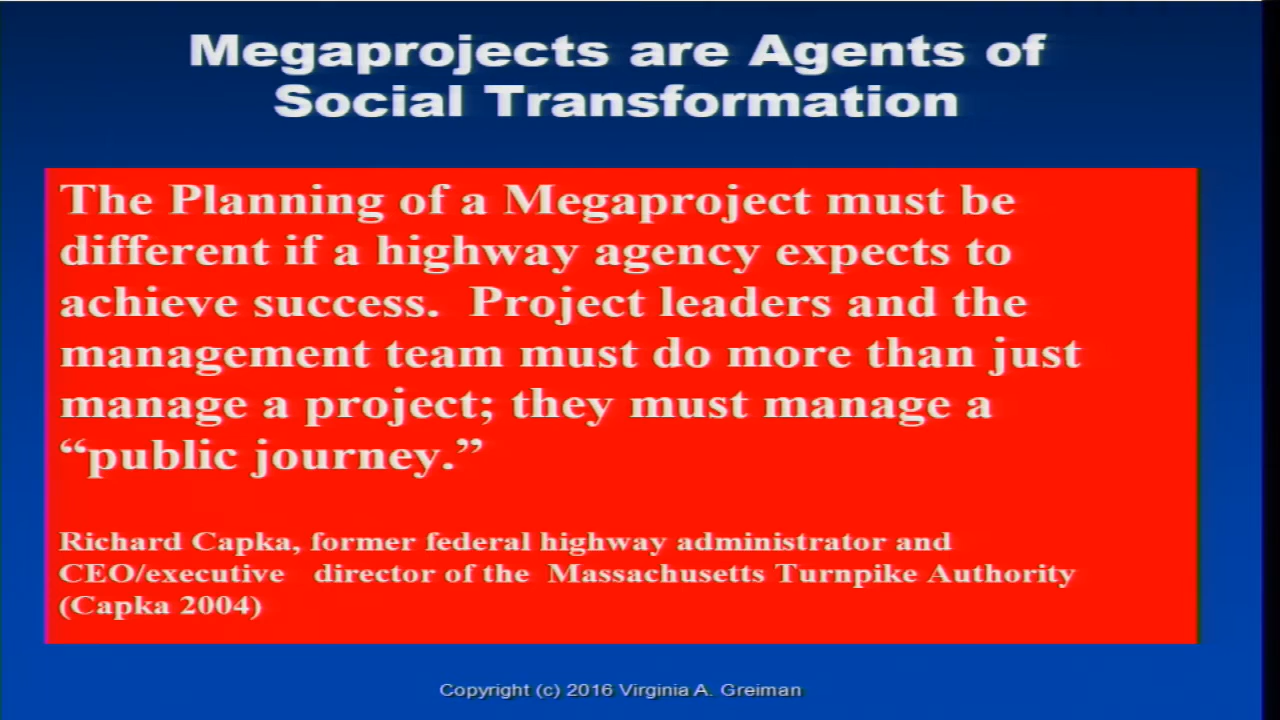 Megaprojects are Agents of
Social Transformation
The Planning of a Megaproject must be
different if a highway agency expects to
achieve success.  Project leaders and the
management team must do more than just
manage a project; they must manage a
“public journey.”
Richard Capka, former federal highway administrator and
CEO/executive   director of the  Massachusetts Turnpike Authority
(Capka 2004)
Copyright (c) 2016 Virginia A. Greiman